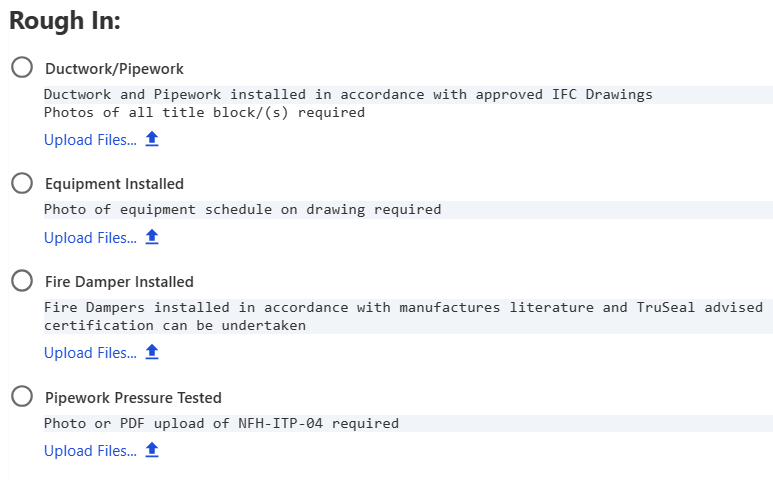 Rough In:
Ductwork/Pipework
Ductwork and Pipework installed in accordance with approved IFC Drawings
Photos of all title block/(s) required
Upload Files...
Equipment Installed
Photo of equipment schedule on drawing required
Upload Files...
Fire Damper Installed
Fire Dampers installed in accordance with manufactures literature and TruSeal advised
certification can be undertaken
Upload Files...
Pipework Pressure Tested
Photo or PDF upload of NFH-ITP-04 required
Upload Files...